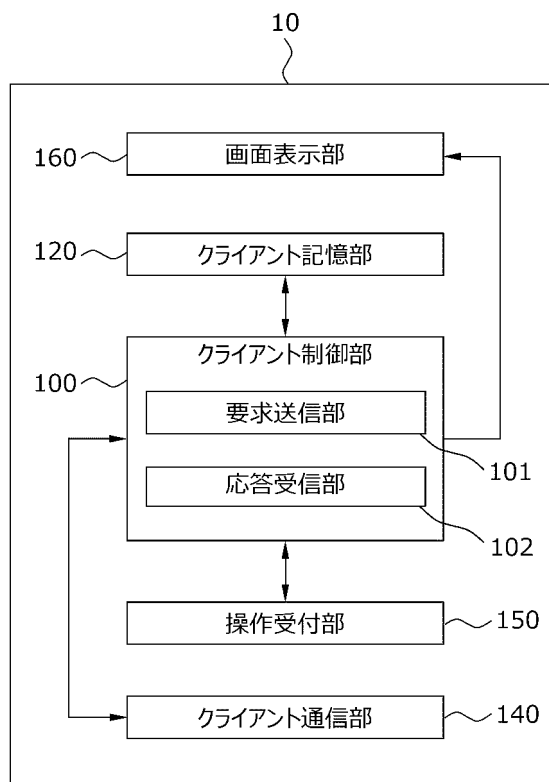 10
160
画面表示部
120
クライアント記憶部
クライアント制御部
100
要求送信部
101
応答受信部
102
操作受付部
150
クライアント通信部
140